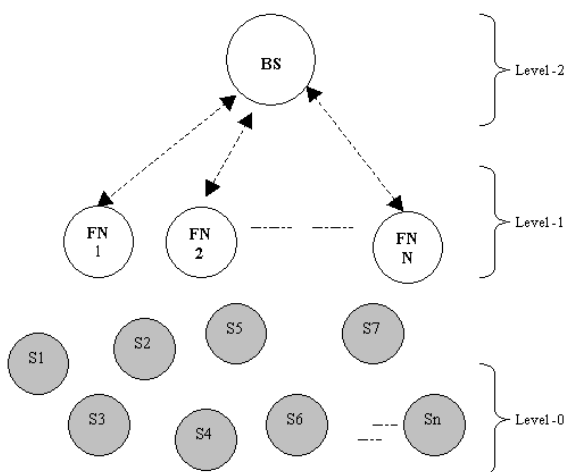 BS
Level-2
FN
1
FN
2
FN
N
Level-1
S1
S2
S5
S7
S3
S4
S6
Sn
Level-0